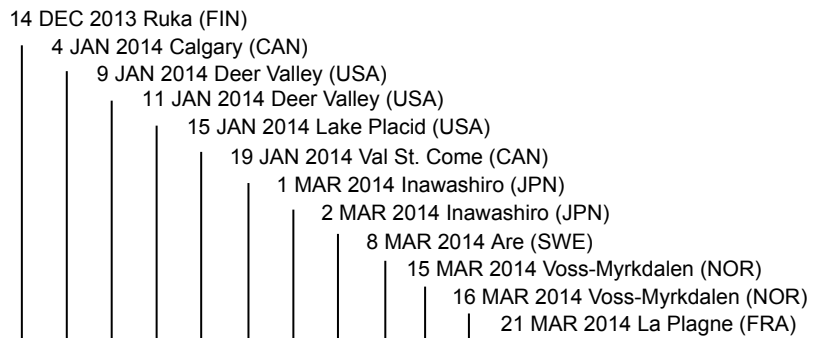 14 DEC 2013 Ruka (FIN)
4 JAN 2014 Calgary (CAN)
9 JAN 2014 Deer Valley (USA)
11 JAN 2014 Deer Valley (USA)
15 JAN 2014 Lake Placid (USA)
19 JAN 2014 Val St. Come (CAN)
1 MAR 2014 Inawashiro (JPN)
2 MAR 2014 Inawashiro (JPN)
8 MAR 2014 Are (SWE)
15 MAR 2014 Voss-Myrkdalen (NOR)
16 MAR 2014 Voss-Myrkdalen (NOR)
21 MAR 2014 La Plagne (FRA)